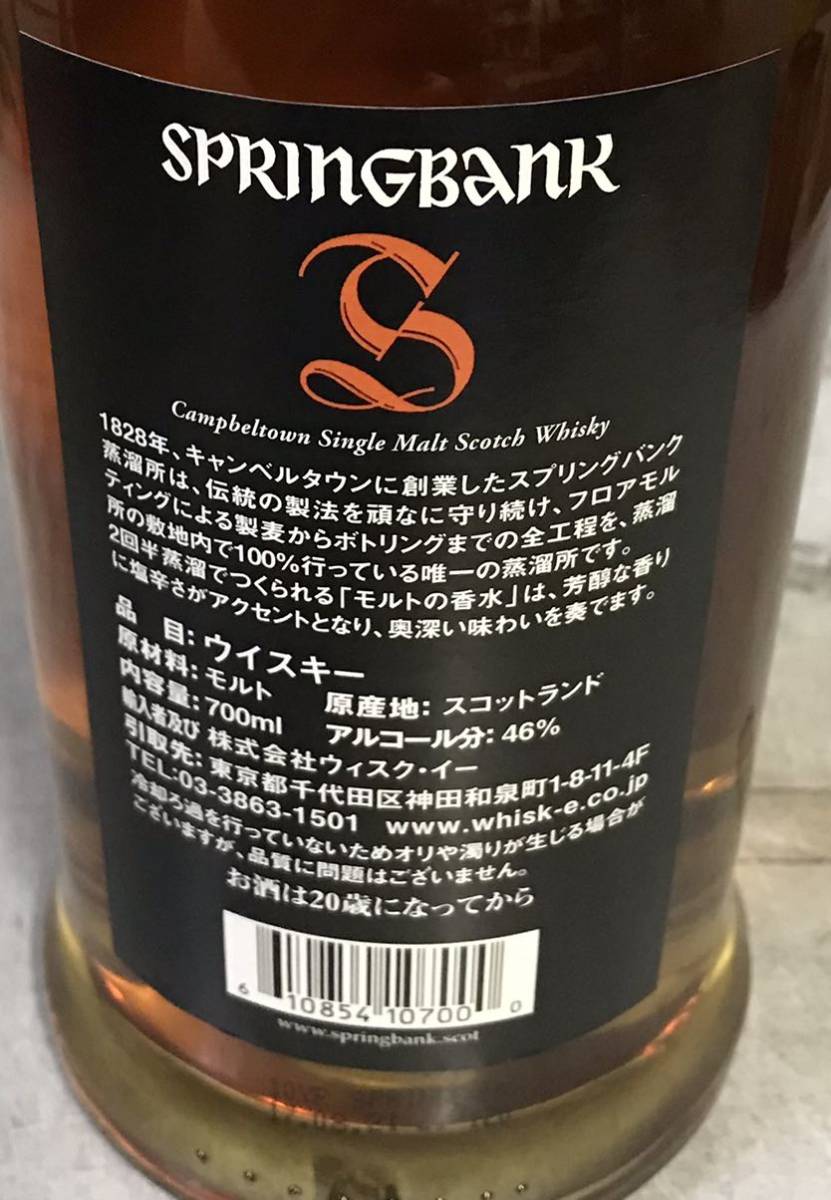 SPRINGBANK
S
Campbeltown Single Malt Scotch Whisky
1828年、キャンベルタウンに創業したスプリングバンク
蒸溜所は、伝統の製法を頑なに守り続け、フロアモル
ティングによる製麦からボトリングまでの全工程を、蒸溜
所の敷地内で100%行っている唯一の蒸溜所です。
2回半蒸溜でつくられる「モルトの香水」は、芳醇な香り
に塩辛さがアクセントとなり、奥深い味わいを奏でます。
品 目: ウイスキー
原材料: モルト 原産地: スコットランド
内容量: 700ml アルコール分: 46%
輸入者及び 株式会社ウィスク・イー
引取先: 東京都千代田区神田和泉町1-8-11-4F
TEL:03-3863-1501 www.whisk-e.co.jp
冷却ろ過を行っていないためオリや濁りが生じる場合が
ございますが、品質に問題はございません。
お酒は20歳になってから
6 10854 10700 0
www.springbank.scot